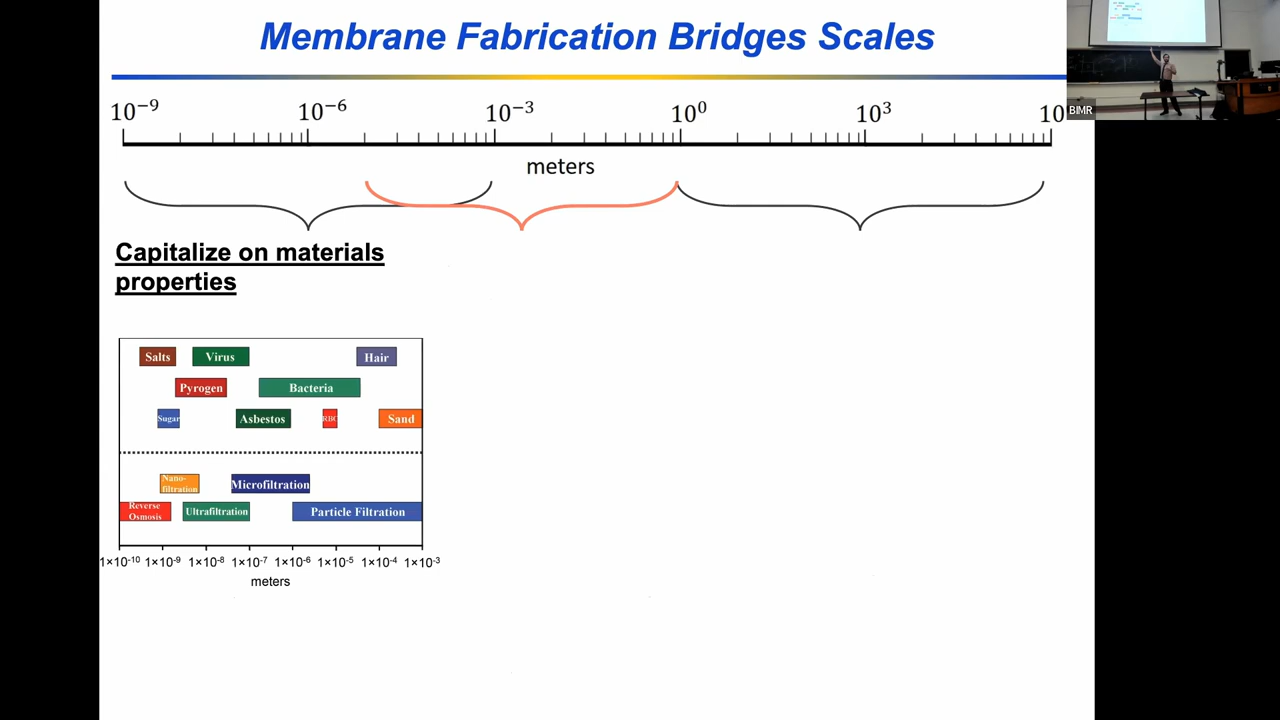 Membrane Fabrication Bridges Scales
10⁻⁹ 10⁻⁶ 10⁻³ 10⁰ 10³ 10
BIMR
meters
Capitalize on materials
properties
Salts Virus Hair
Pyrogen Bacteria
Sugar Asbestos RBC Sand
Nano-
filtration Microfiltration
Reverse
Osmosis Ultrafiltration Particle Filtration
1×10⁻¹⁰ 1×10⁻⁹ 1×10⁻⁸ 1×10⁻⁷ 1×10⁻⁶ 1×10⁻⁵ 1×10⁻⁴ 1×10⁻³
meters